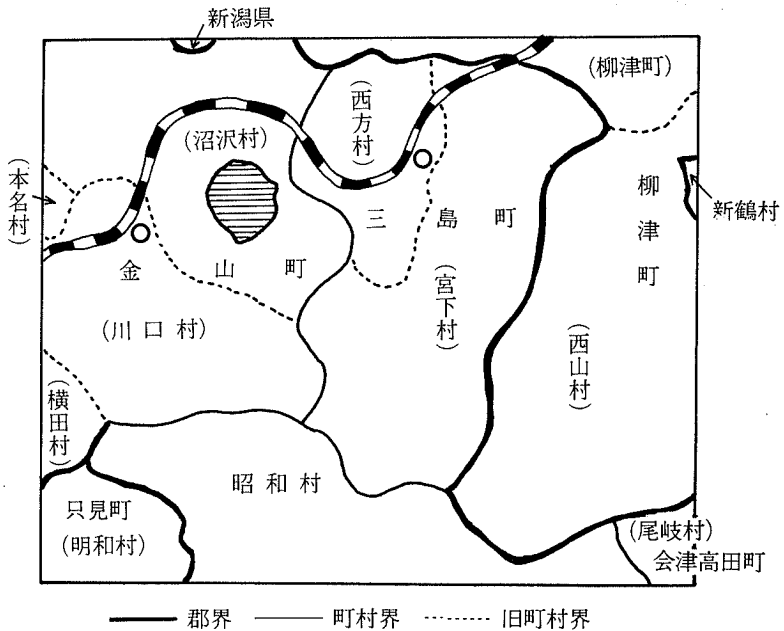 新潟県
(柳津町)
(西方村)
(沼沢村)
(本名村)
新鶴村
柳津町
三島町
金山町
(宮下村)
(川口村)
(西山村)
(横田村)
昭和村
只見町
(明和村)
(尾岐村)
会津高田町
郡界 町村界 旧町村界